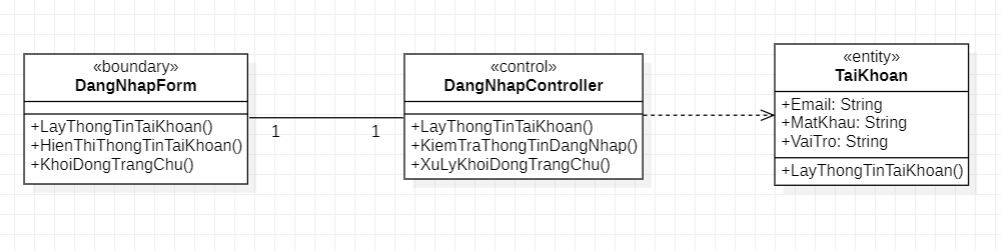 «boundary»
DangNhapForm
+LayThongTinTaiKhoan()
+HienThiThongTinTaiKhoan()
+KhoiDongTrangChu()
1
1
«control»
DangNhapController
+LayThongTinTaiKhoan()
+KiemTraThongTinDangNhap()
+XuLyKhoiDongTrangChu()
«entity»
TaiKhoan
+Email: String
+MatKhau: String
+VaiTro: String
+LayThongTinTaiKhoan()